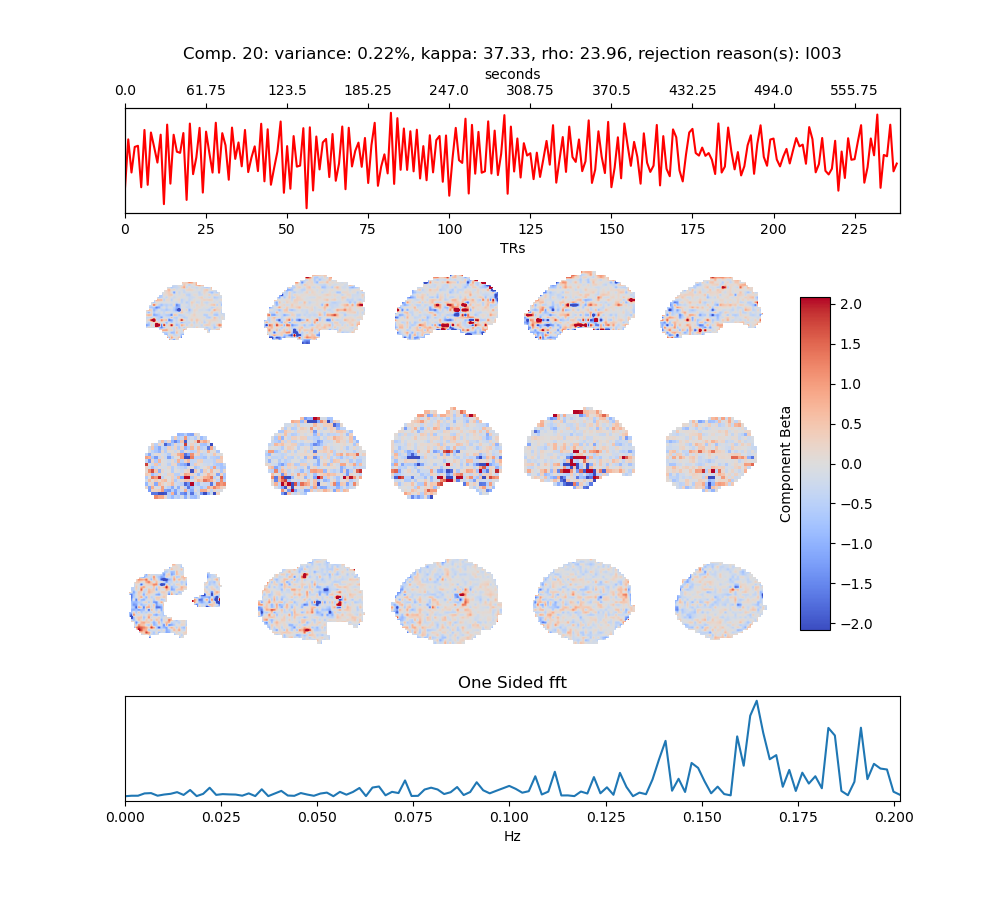 Comp. 20: variance: 0.22%, kappa: 37.33, rho: 23.96, rejection reason(s): I003
seconds
0.0 61.75 123.5 185.25 247.0 308.75 370.5 432.25 494.0 555.75
0 25 50 75 100 125 150 175 200 225
TRs
2.0
1.5
1.0
0.5
0.0
−0.5
−1.0
−1.5
−2.0
Component Beta
One Sided fft
0.000 0.025 0.050 0.075 0.100 0.125 0.150 0.175 0.200
Hz